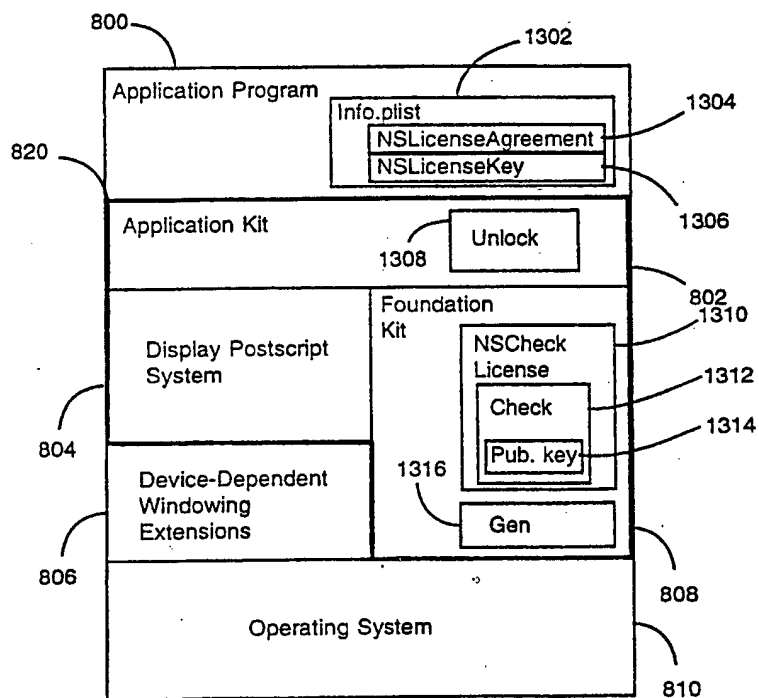 800
1302
Application Program
Info.plist
1304
NSLicenseAgreement
820
NSLicenseKey
1306
Application Kit
Unlock
1308
802
Foundation
Kit
1310
NSCheck
License
Display Postscript
System
1312
Check
804
1314
Pub. key
Device-Dependent
Windowing
Extensions
1316
Gen
806
808
Operating System
810